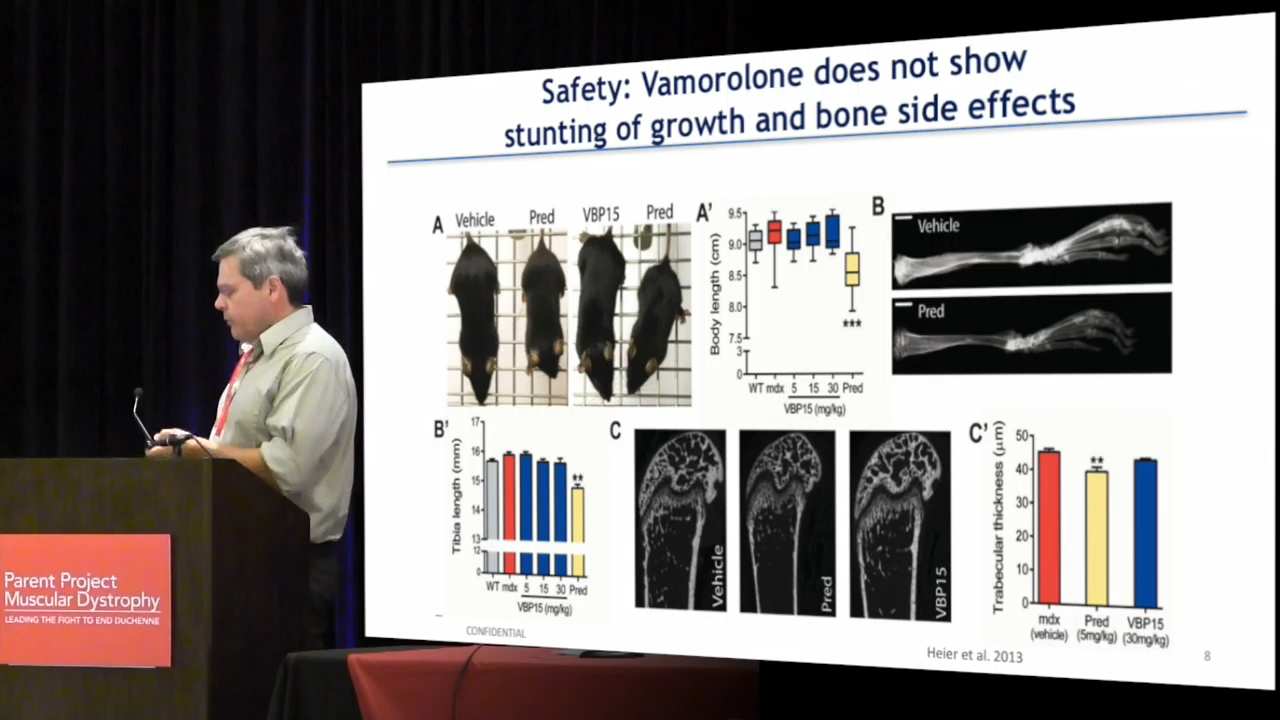 Safety: Vamorolone does not show
stunting of growth and bone side effects
A
Vehicle
Pred
VBP15
Pred
A'
Body length (cm)
9.5
9.0
8.5
8.0
7.5
3
0
***
WT mdx 5 15 30 Pred
VBP15 (mg/kg)
B
Vehicle
Pred
B'
Tibia length (mm)
17
16
15
14
13
12
0
**
WT mdx 5 15 30 Pred
VBP15 (mg/kg)
C
Vehicle
Pred
VBP15
C'
Trabecular thickness (μm)
50
40
30
20
10
0
**
mdx Pred VBP15
(vehicle) (5mg/kg) (30mg/kg)
CONFIDENTIAL
Heier et al. 2013
8
Parent Project
Muscular Dystrophy
LEADING THE FIGHT TO END DUCHENNE